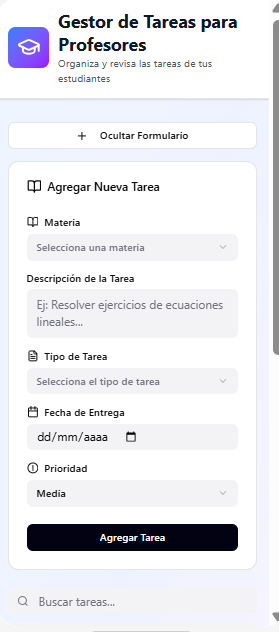 Gestor de Tareas para
Profesores
Organiza y revisa las tareas de tus
estudiantes
Ocultar Formulario
Agregar Nueva Tarea
Materia
Selecciona una materia
Descripción de la Tarea
Ej: Resolver ejercicios de ecuaciones
lineales...
Tipo de Tarea
Selecciona el tipo de tarea
Fecha de Entrega
dd/mm/aaaa
Prioridad
Media
Agregar Tarea
Buscar tareas...